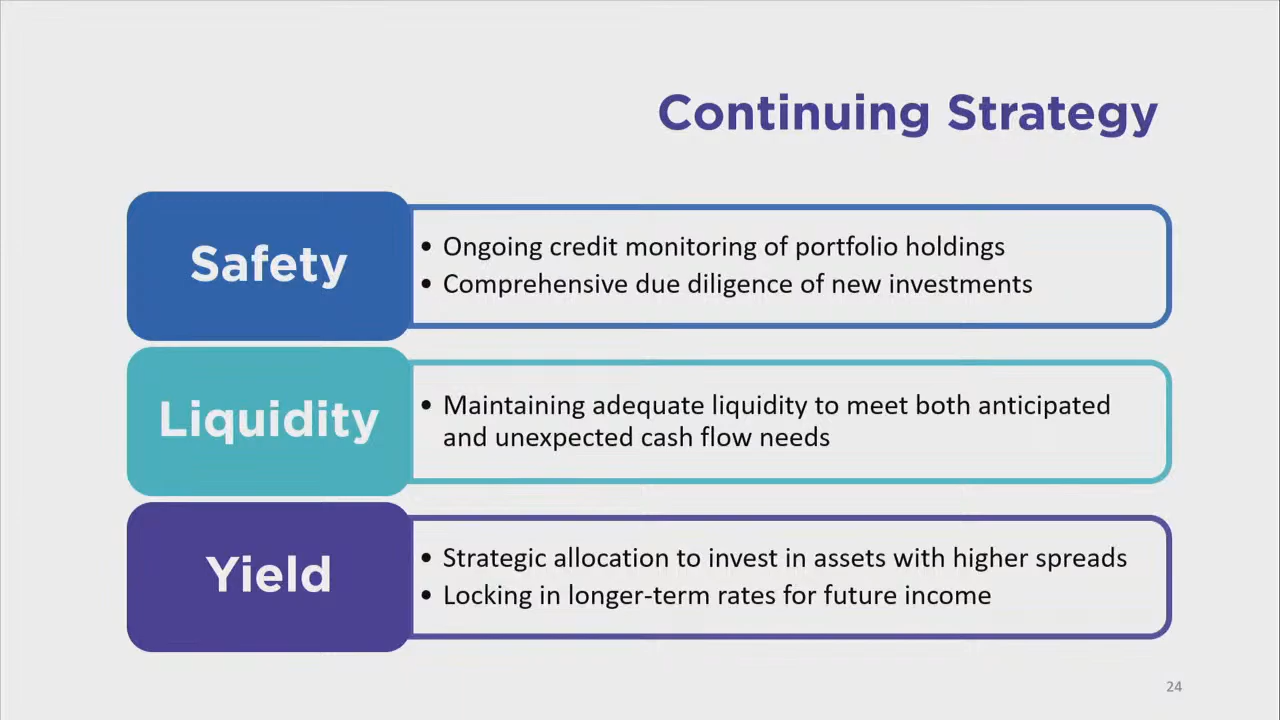 Continuing Strategy
Safety
• Ongoing credit monitoring of portfolio holdings
• Comprehensive due diligence of new investments
Liquidity
• Maintaining adequate liquidity to meet both anticipated
and unexpected cash flow needs
Yield
• Strategic allocation to invest in assets with higher spreads
• Locking in longer-term rates for future income
24